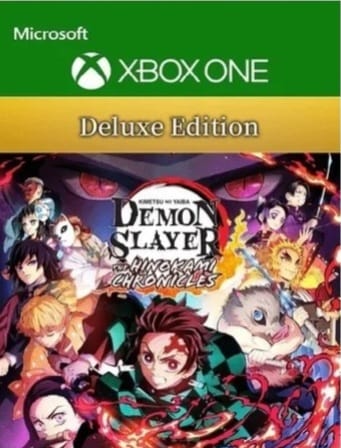 Microsoft
XBOX ONE
Deluxe Edition
KIMETSU NO YAIBA
DEMON
SLAYER
THE HINOKAMI
CHRONICLES